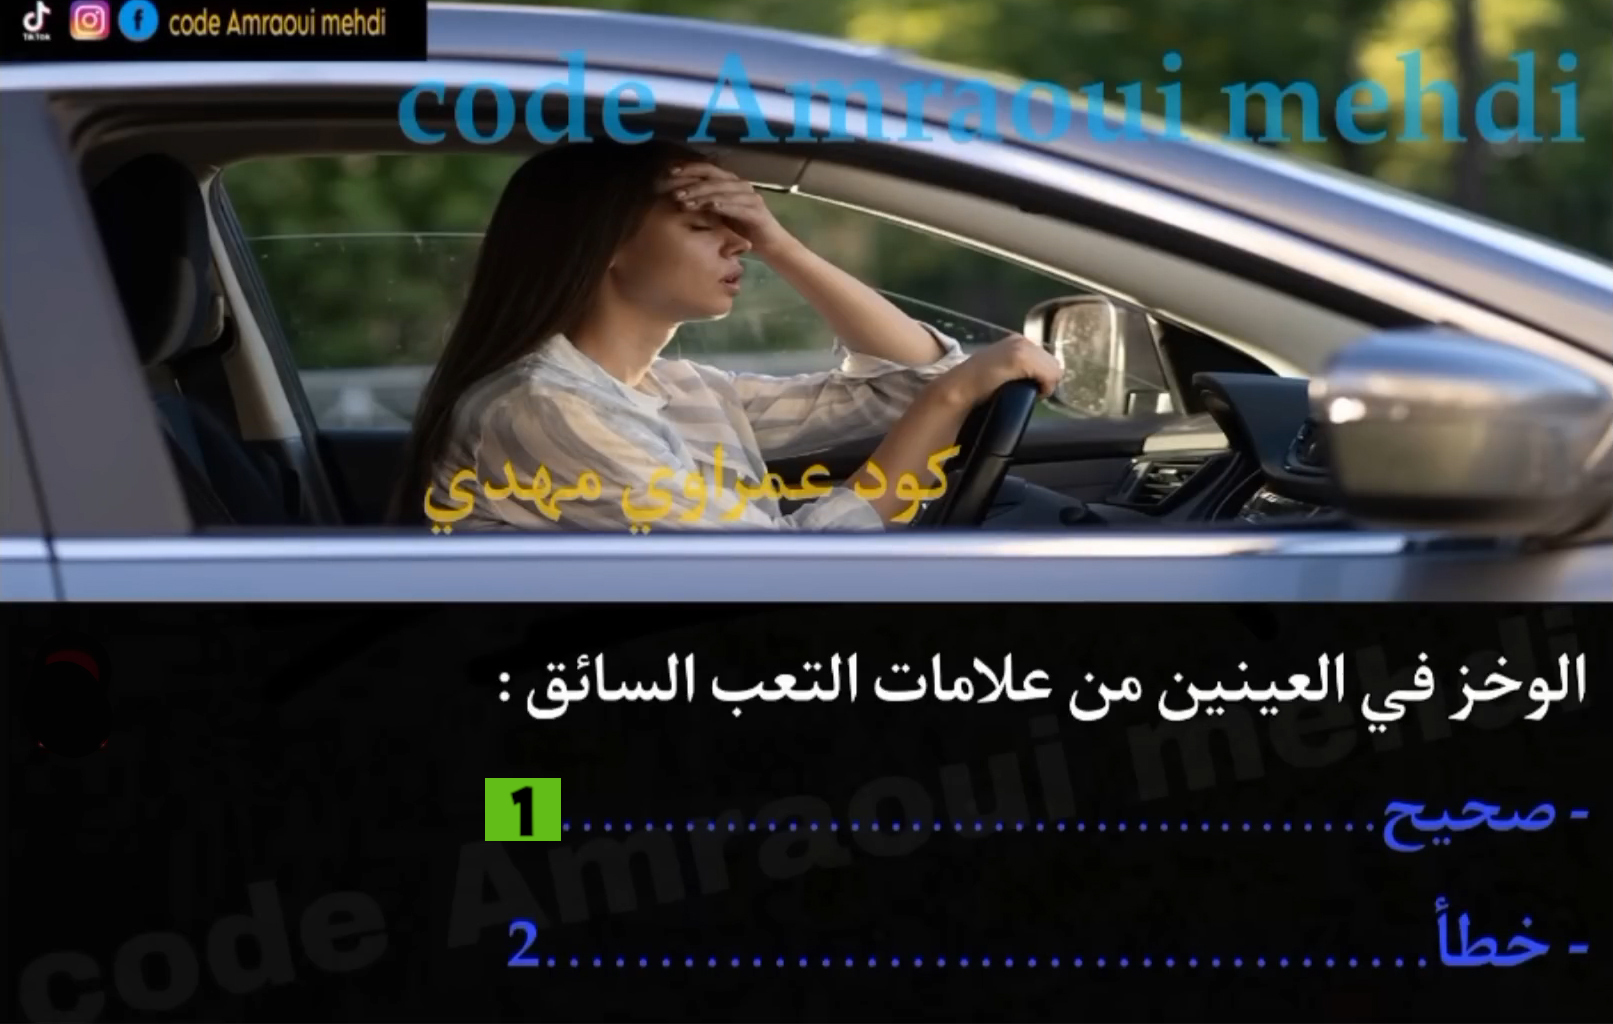 TikTok
code Amraoui mehdi
code Amraoui mehdi
كود عمراوي مهدي
الوخز في العينين من علامات التعب السائق :
- صحيح......................................1
- خطأ.......................................2
code Amraoui mehdi